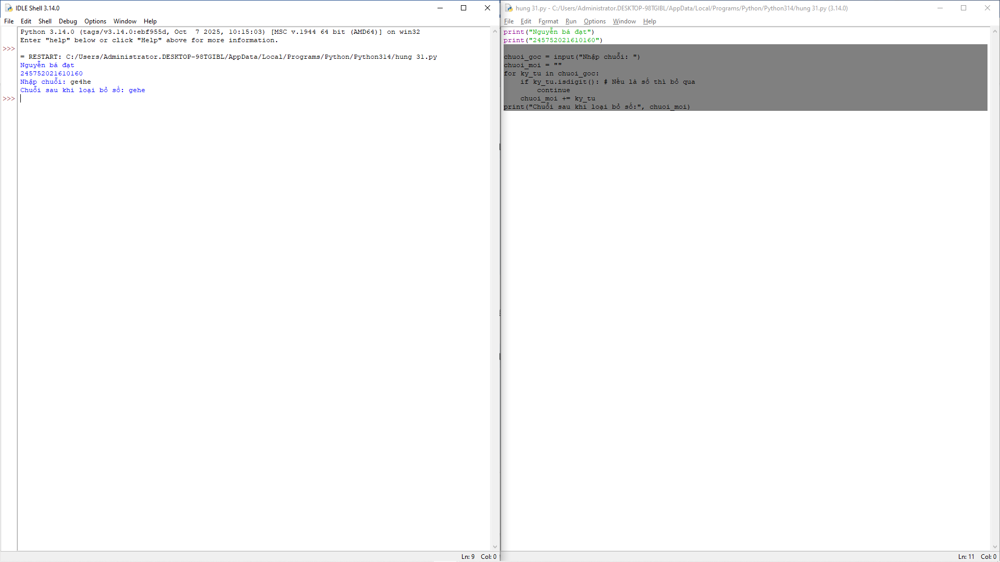 IDLE Shell 3.14.0
File Edit Shell Debug Options Window Help
Python 3.14.0 (tags/v3.14.0:ebf955d, Oct  7 2025, 10:15:03) [MSC v.1944 64 bit (AMD64)] on win32
Enter "help" below or click "Help" above for more information.
>>>
= RESTART: C:/Users/Administrator.DESKTOP-98TGIBL/AppData/Local/Programs/Python/Python314/hung 31.py
Nguyễn bá đạt
245752021610160
Nhập chuỗi: ge4he
Chuỗi sau khi loại bỏ số: gehe
>>>
Ln: 9 Col: 0
hung 31.py - C:/Users/Administrator.DESKTOP-98TGIBL/AppData/Local/Programs/Python/Python314/hung 31.py (3.14.0)
File Edit Format Run Options Window Help
print("Nguyễn bá đạt")
print("245752021610160")
chuoi_goc = input("Nhập chuỗi: ")
chuoi_moi = ""
for ky_tu in chuoi_goc:
    if ky_tu.isdigit(): # Nếu là số thì bỏ qua
        continue
    chuoi_moi += ky_tu
print("Chuỗi sau khi loại bỏ số:", chuoi_moi)
Ln: 11 Col: 0